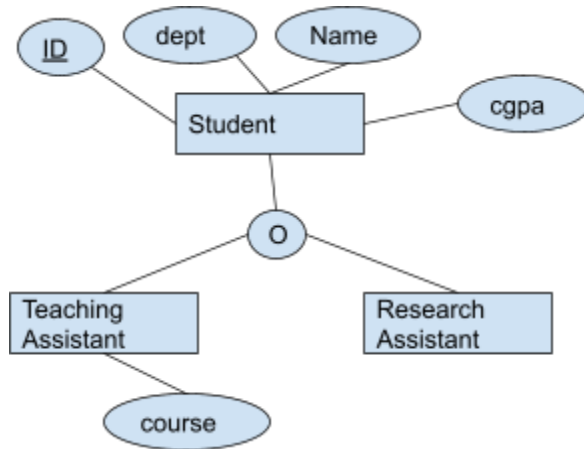 ID
dept
Name
Student
cgpa
O
Teaching
Assistant
Research
Assistant
course